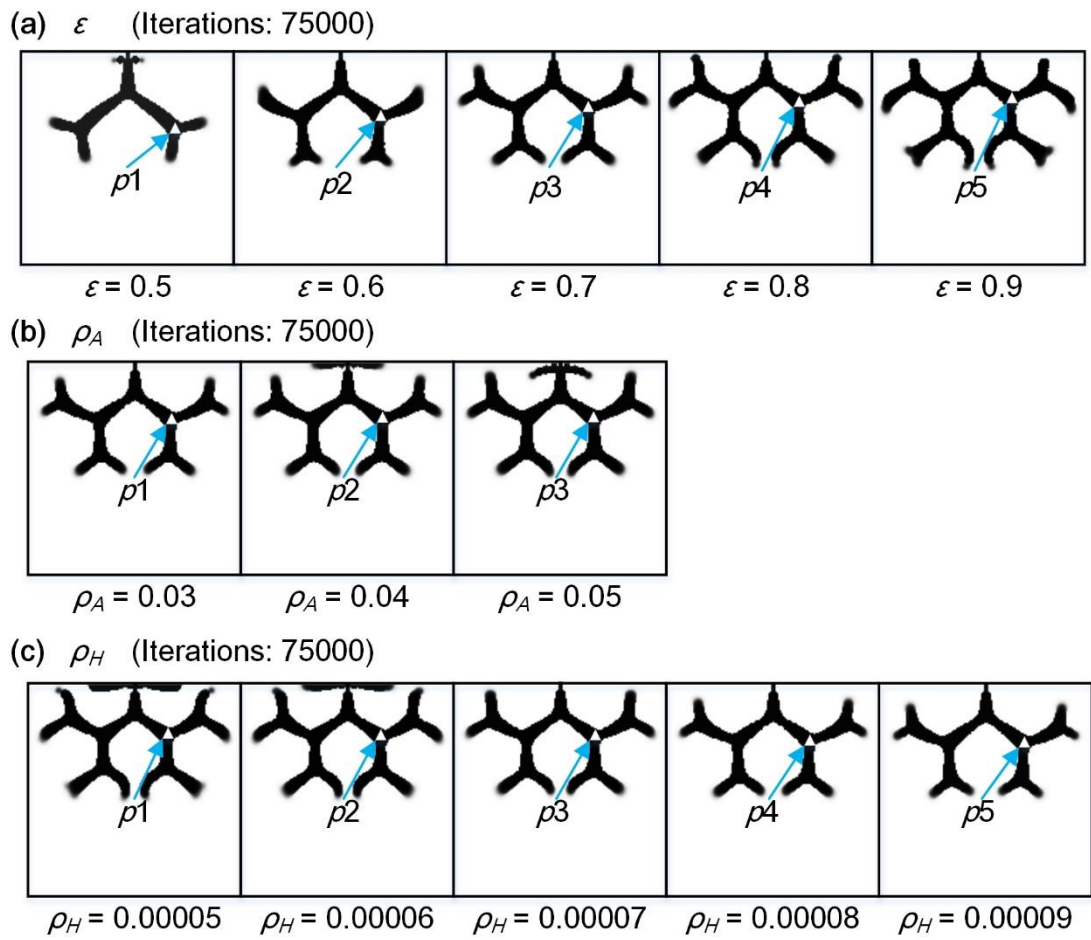 (a) ε (Iterations: 75000)
p1 p2 p3 p4 p5
ε = 0.5 ε = 0.6 ε = 0.7 ε = 0.8 ε = 0.9
(b) ρA (Iterations: 75000)
p1 p2 p3
ρA = 0.03 ρA = 0.04 ρA = 0.05
(c) ρH (Iterations: 75000)
p1 p2 p3 p4 p5
ρH = 0.00005 ρH = 0.00006 ρH = 0.00007 ρH = 0.00008 ρH = 0.00009